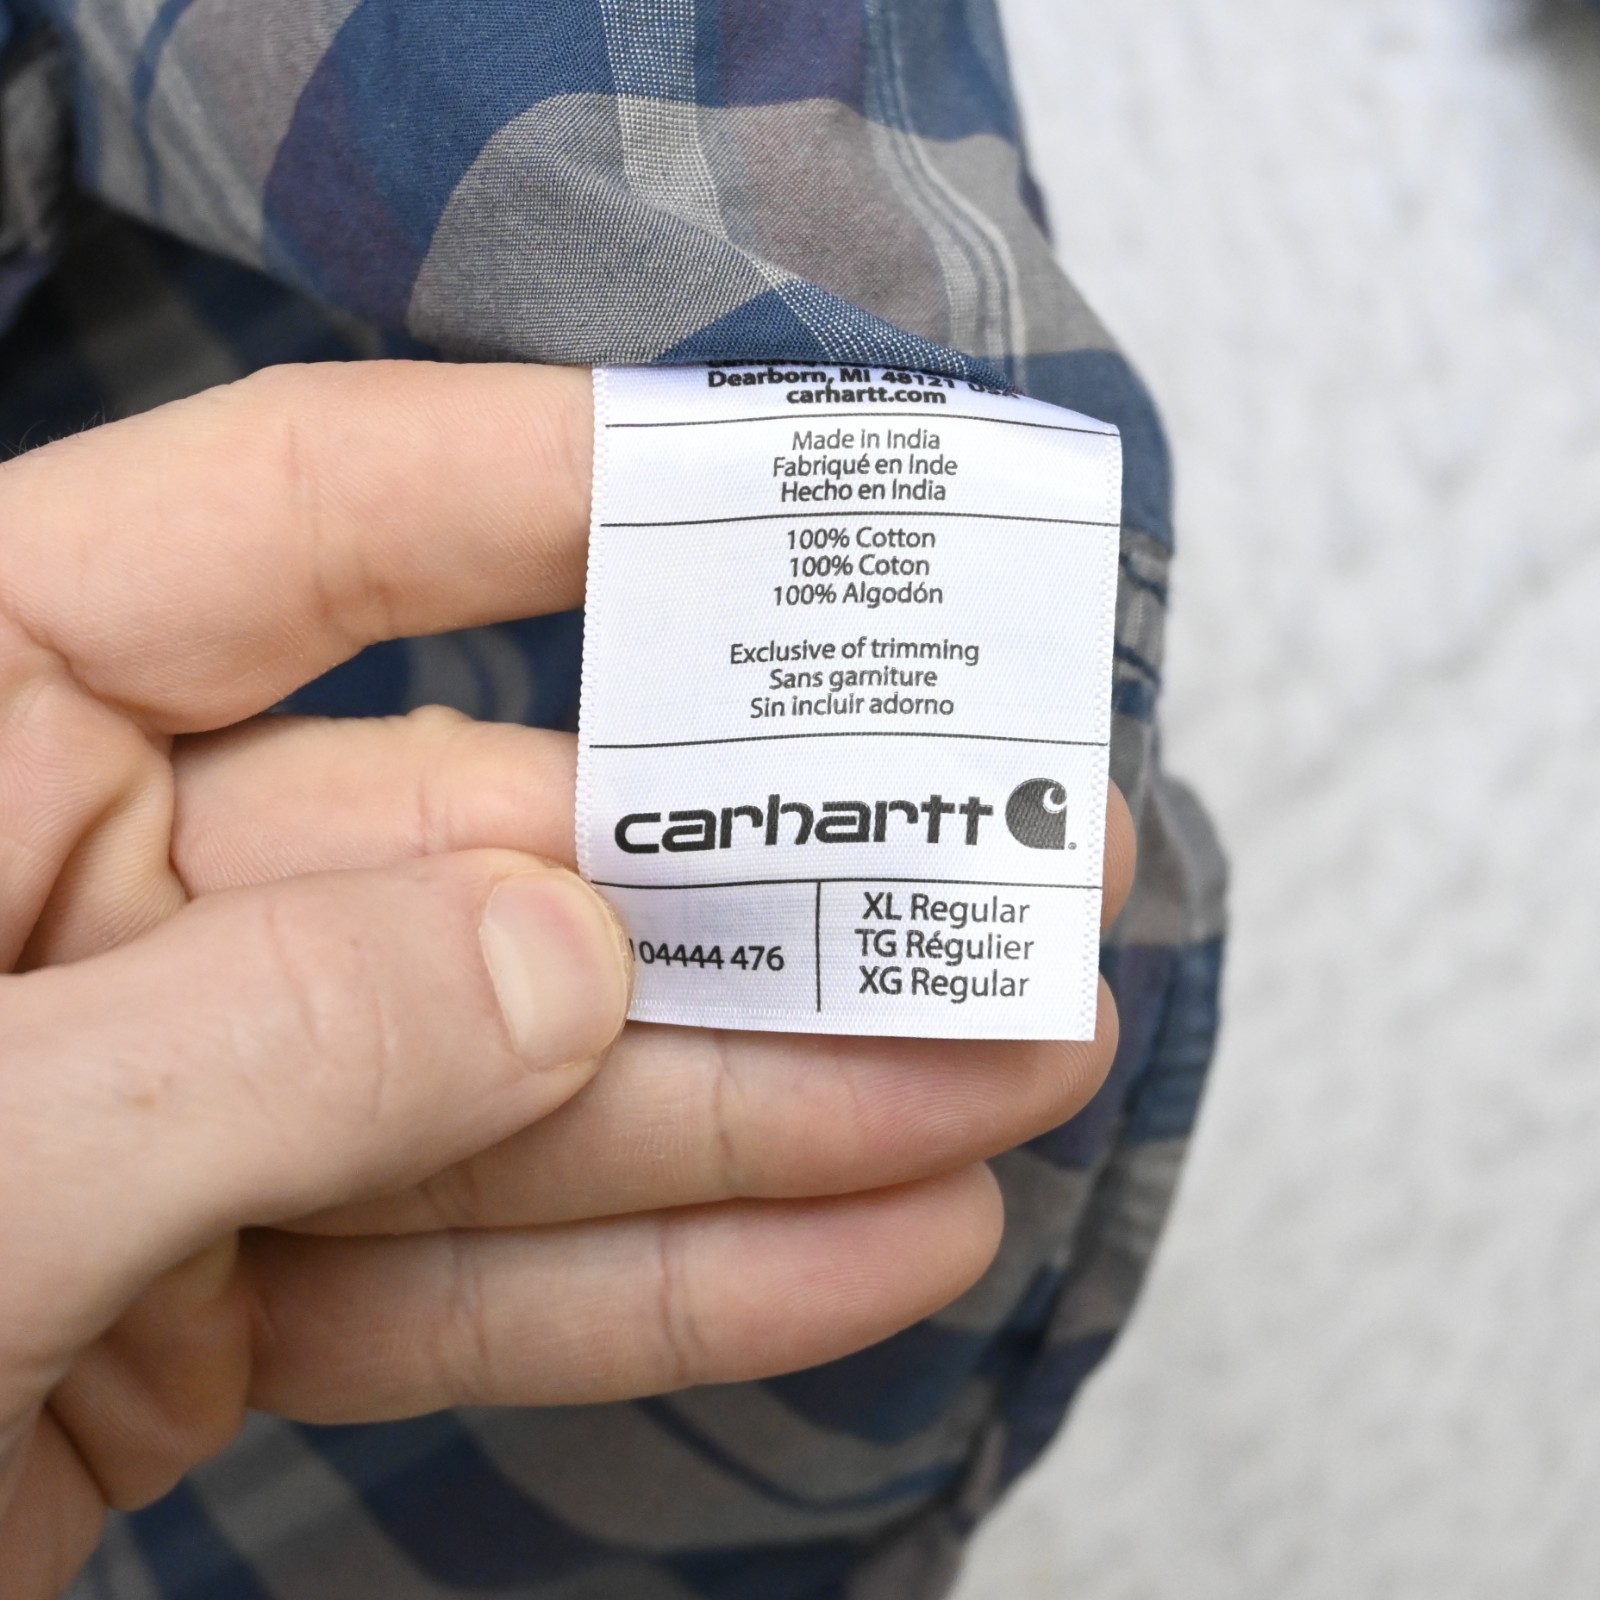 Dearborn, MI 48121 USA
carhartt.com
Made in India
Fabriqué en Inde
Hecho en India
100% Cotton
100% Coton
100% Algodón
Exclusive of trimming
Sans garniture
Sin incluir adorno
carhartt
04444 476
XL Regular
TG Régulier
XG Regular